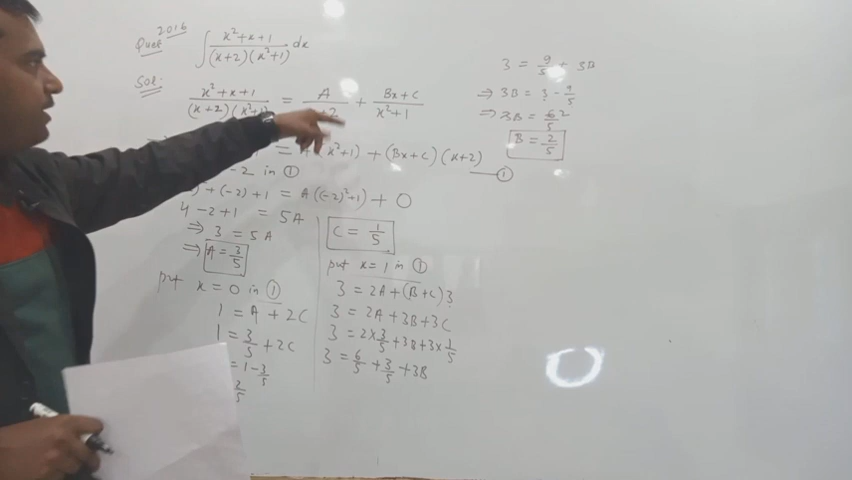 Quet 2016 ∫ x²+x+1 / (x+2)(x²+1) dx
Sol:
x²+x+1 / (x+2)(x²+1) = A / +2 + Bx+C / x²+1
= x²+1) + (Bx+C)(x+2) —①
-2 in ①
+ (-2) + 1 = A((-2)²+1) + 0
4-2+1 = 5A
⇒ 3 = 5A
⇒ A = 3/5
put x = 0 in ①
1 = A + 2C
1 = 3/5 + 2C
= 1 - 3/5
2/5
C = 1/5
put x = 1 in ①
3 = 2A + (B+C) 3
3 = 2A + 3B + 3C
3 = 2 × 3/5 + 3B + 3 × 1/5
3 = 6/5 + 3/5 + 3B
3 = 9/5 + 3B
⇒ 3B = 3 - 9/5
⇒ 3B = 6/5 2
B = 2/5